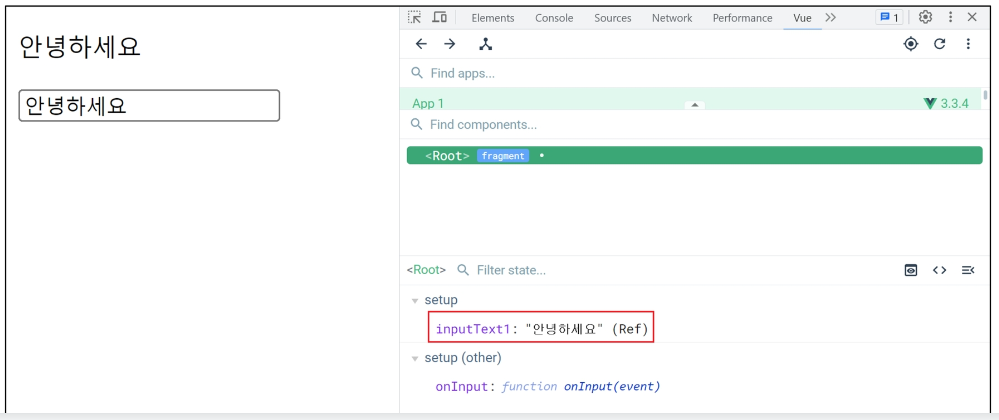 안녕하세요
안녕하세요
Elements Console Sources Network Performance Vue 1
Find apps...
App 1 3.3.4
Find components...
<Root> fragment
<Root> Filter state...
setup
inputText1: "안녕하세요" (Ref)
setup (other)
onInput: function onInput(event)